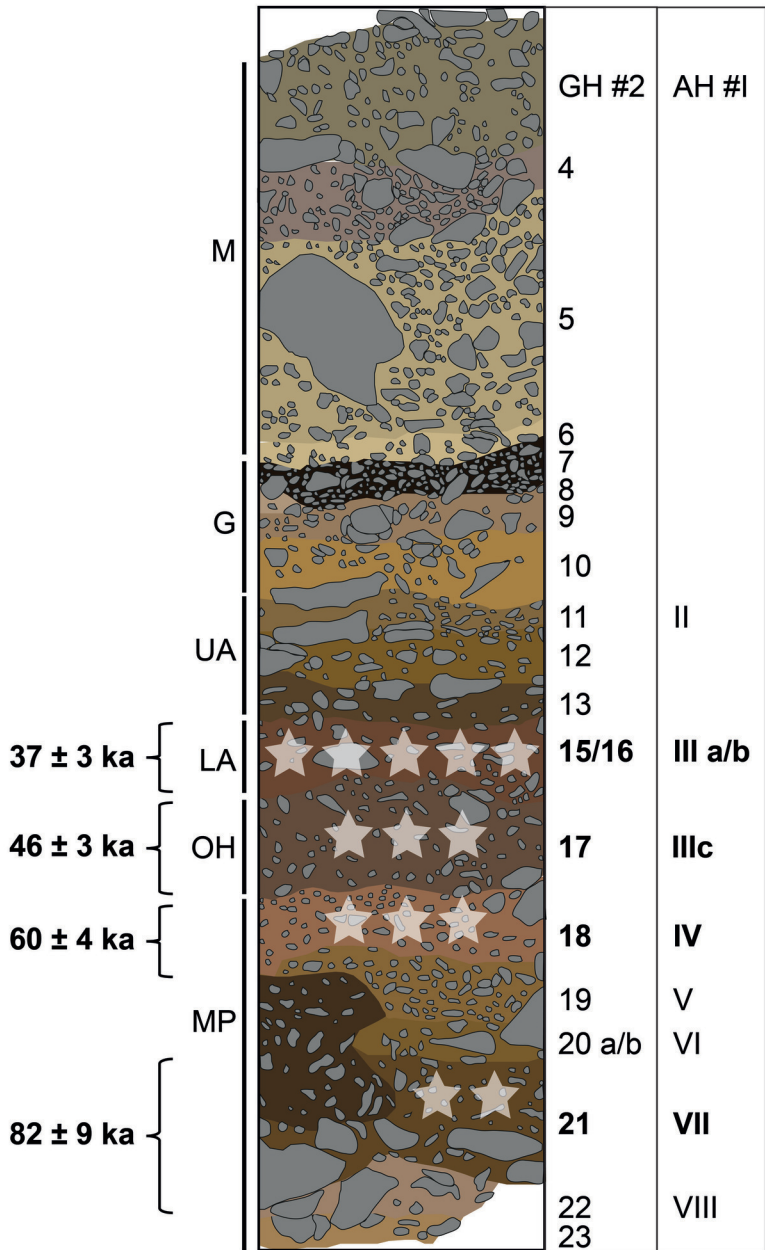 GH #2 AH #I
4
M
5
6
7
8
9
G
10
11 II
UA
12
13
37 ± 3 ka LA 15/16 III a/b
46 ± 3 ka OH 17 IIIc
60 ± 4 ka 18 IV
19 V
MP
20 a/b VI
82 ± 9 ka 21 VII
22 VIII
23